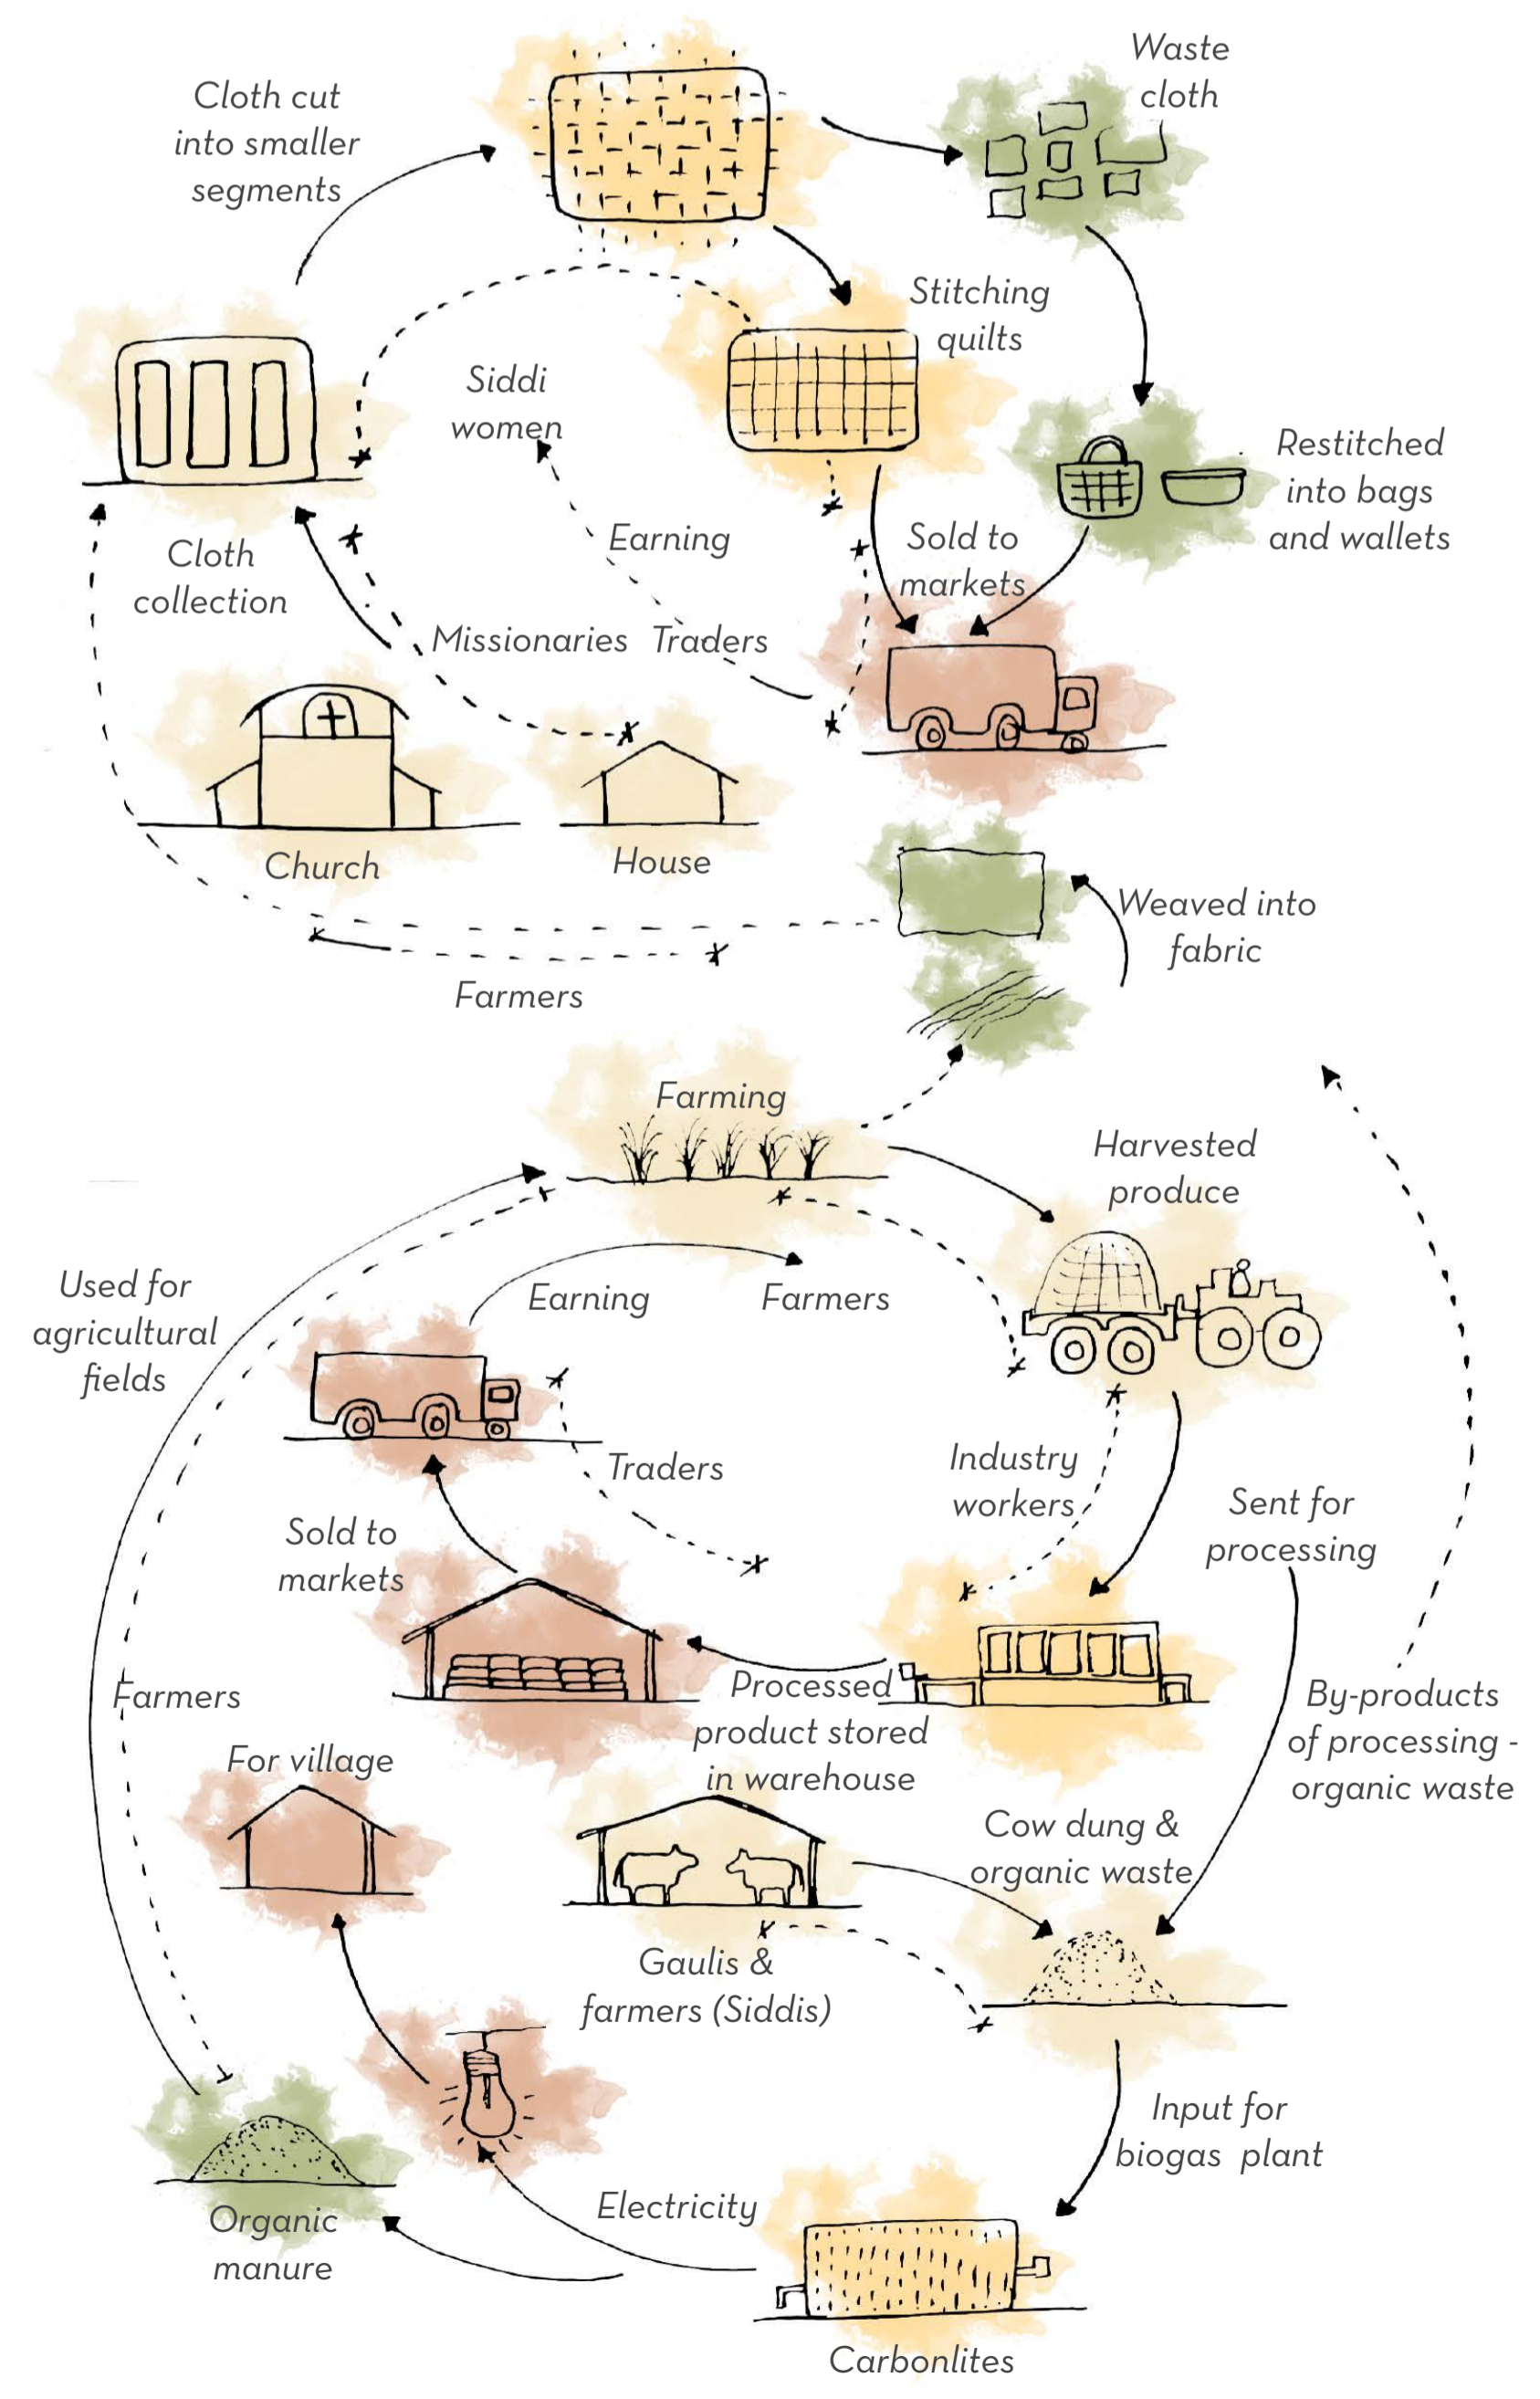 Waste
cloth
Cloth cut
into smaller
segments
Stitching
quilts
Siddi
women
Restitched
into bags
and wallets
Earning
Sold to
markets
Cloth
collection
Missionaries
Traders
Church
House
Weaved into
fabric
Farmers
Farming
Harvested
produce
Used for
agricultural
fields
Earning
Farmers
Traders
Industry
workers
Sent for
processing
Sold to
markets
Processed
product stored
in warehouse
By-products
of processing -
organic waste
Farmers
For village
Cow dung &
organic waste
Gaulis &
farmers (Siddis)
Input for
biogas plant
Electricity
Organic
manure
Carbonlites